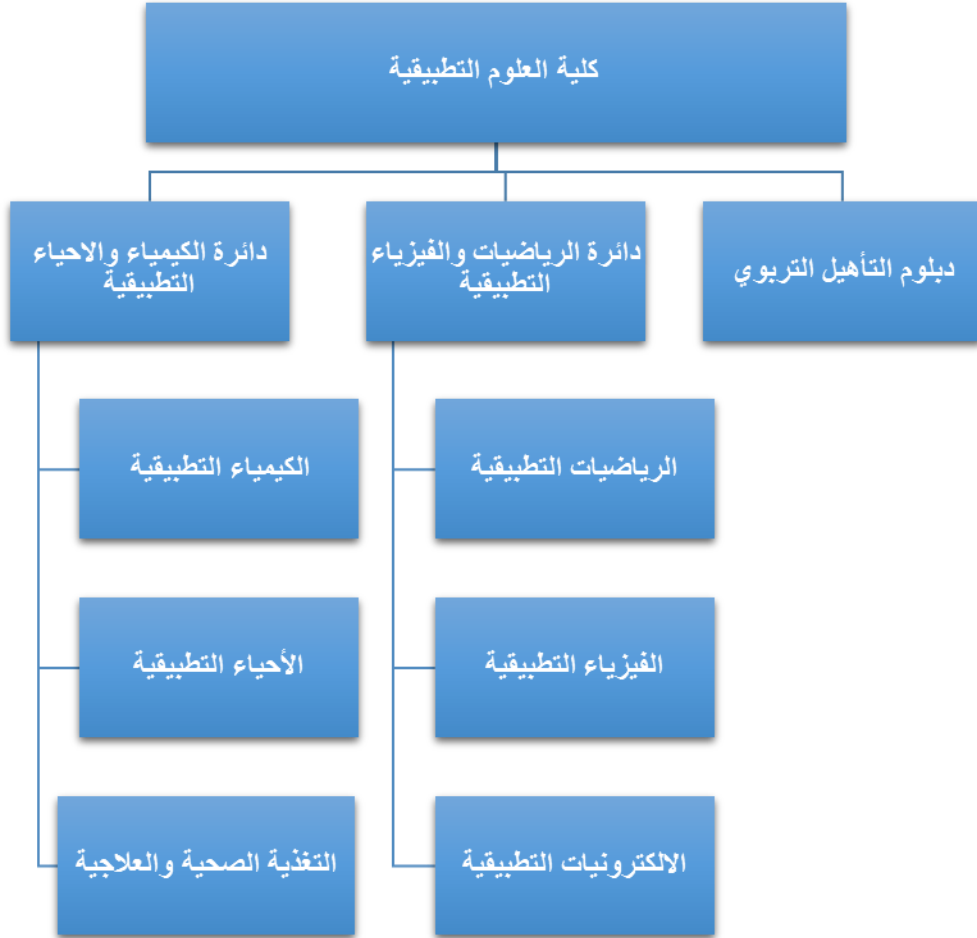 كلية العلوم التطبيقية
دبلوم التأهيل التربوي
دائرة الرياضيات والفيزياء
التطبيقية
دائرة الكيمياء والاحياء
التطبيقية
الرياضيات التطبيقية
الكيمياء التطبيقية
الفيزياء التطبيقية
الأحياء التطبيقية
الالكترونيات التطبيقية
التغذية الصحية والعلاجية